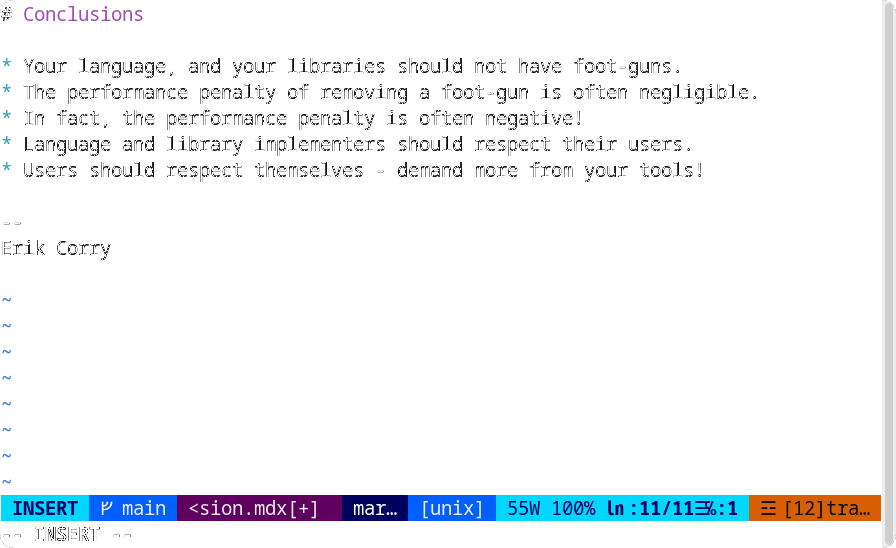 # Conclusions
* Your language, and your libraries should not have foot-guns.
* The performance penalty of removing a foot-gun is often negligible.
* In fact, the performance penalty is often negative!
* Language and library implementers should respect their users.
* Users should respect themselves - demand more from your tools!
--
Erik Corry
~
~
~
~
~
~
~
~
INSERT main <sion.mdx[+] mar… [unix] 55W 100% ln:11/11☰%:1 ☲ [12]tra…
-- INSERT --